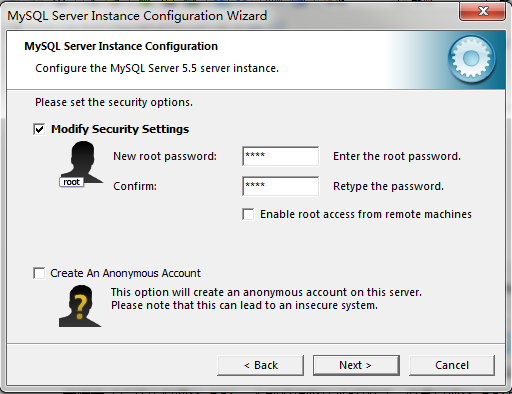 MySQL Server Instance Configuration Wizard
MySQL Server Instance Configuration
Configure the MySQL Server 5.5 server instance.
Please set the security options.
Modify Security Settings
root
New root password: **** Enter the root password.
Confirm: **** Retype the password.
Enable root access from remote machines
Create An Anonymous Account
?
This option will create an anonymous account on this server.
Please note that this can lead to an insecure system.
< Back Next > Cancel